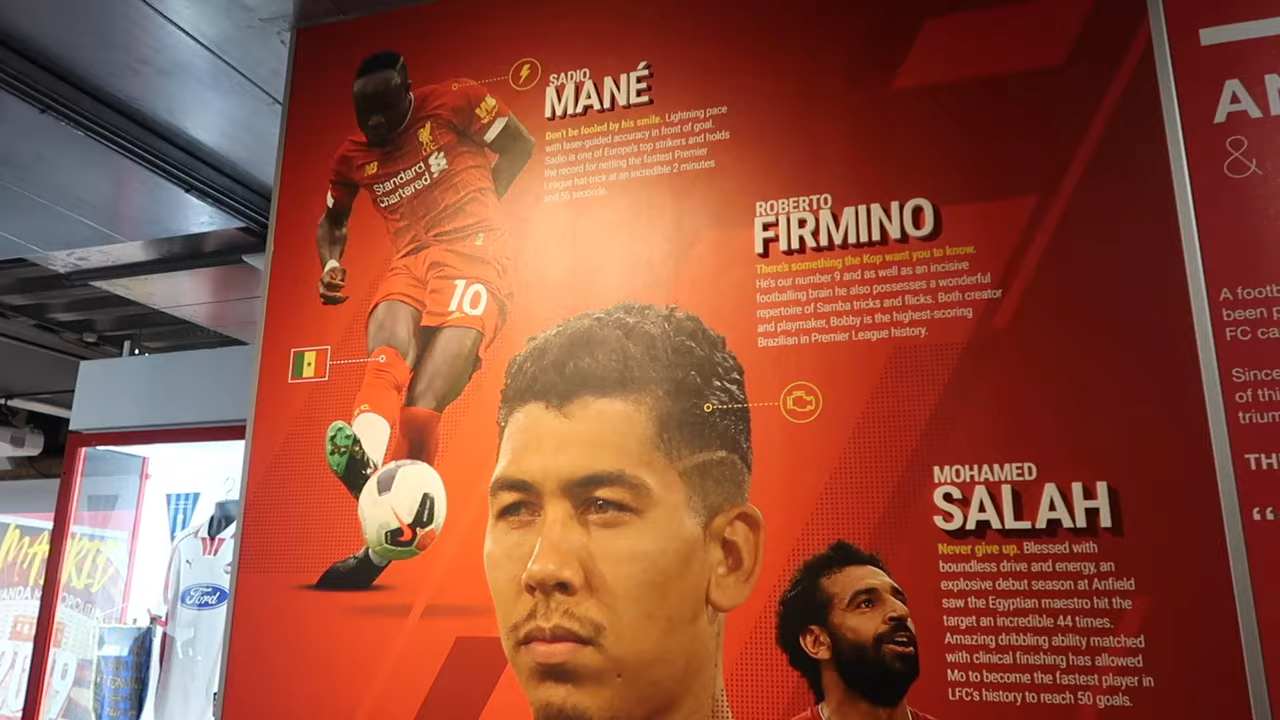 SADIO
MANÉ
Don't be fooled by his smile. Lightning pace
with laser-guided accuracy in front of goal.
Sadio is one of Europe's top strikers and holds
the record for netting the fastest Premier
League hat-trick at an incredible 2 minutes
and 56 seconds.
Standard
Chartered
10
ROBERTO
FIRMINO
There's something the Kop want you to know.
He's our number 9 and as well as an incisive
footballing brain he also possesses a wonderful
repertoire of Samba tricks and flicks. Both creator
and playmaker, Bobby is the highest-scoring
Brazilian in Premier League history.
MOHAMED
SALAH
Never give up. Blessed with
boundless drive and energy, an
explosive debut season at Anfield
saw the Egyptian maestro hit the
target an incredible 44 times.
Amazing dribbling ability matched
with clinical finishing has allowed
Mo to become the fastest player in
LFC's history to reach 50 goals.
MADRID
Ford
&
been
FC
Since
of